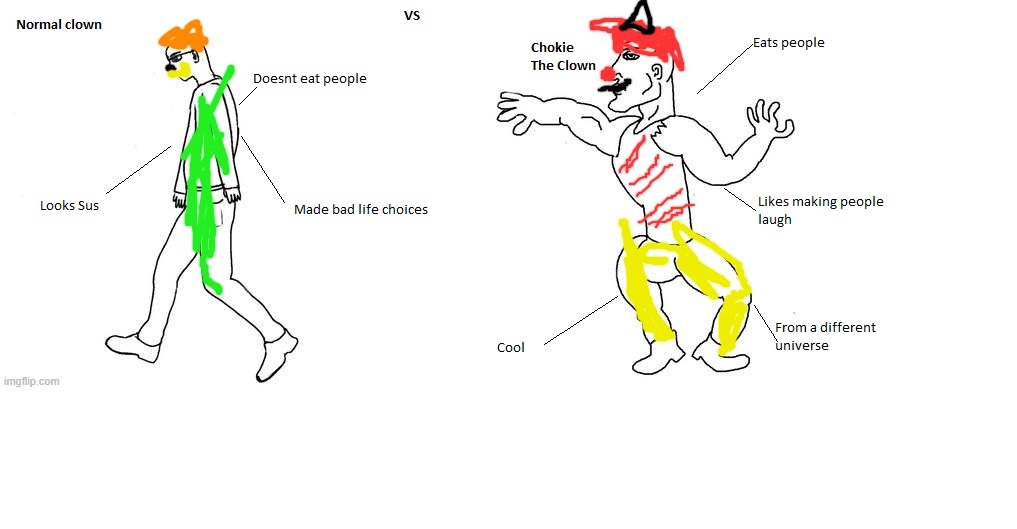 Normal clown
VS
Doesnt eat people
Looks Sus
Made bad life choices
Chokie
The Clown
Eats people
Likes making people
laugh
Cool
From a different
universe
imgflip.com